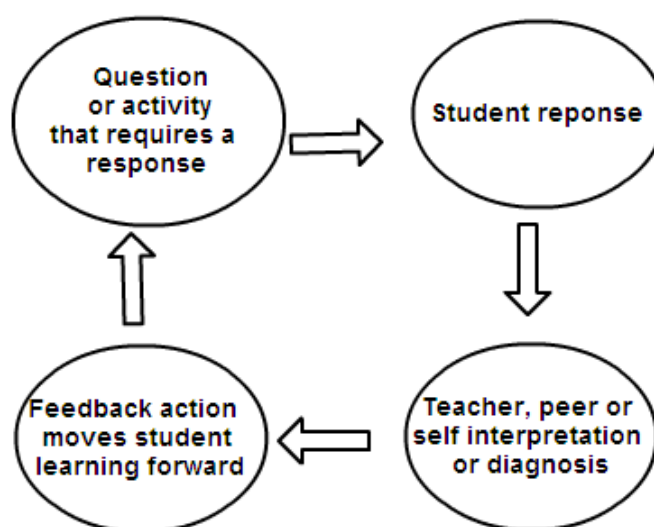 Question
or activity
that requires a
response
Student reponse
Teacher, peer or
self interpretation
or diagnosis
Feedback action
moves student
learning forward